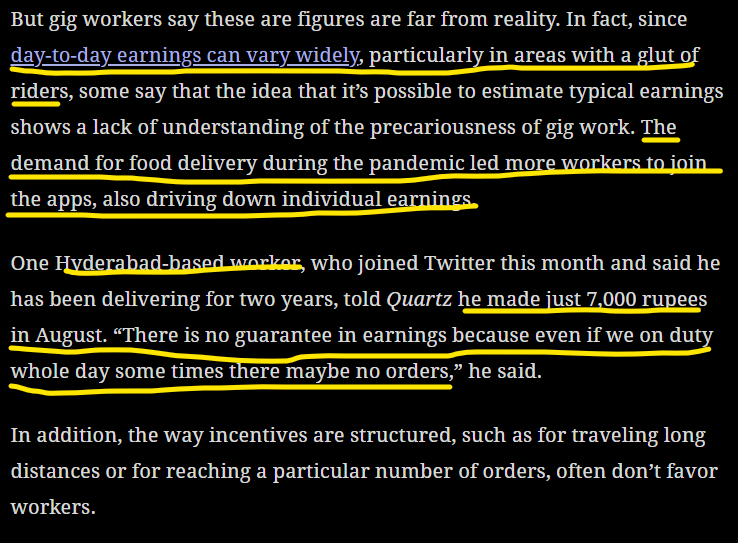 But gig workers say these are figures are far from reality. In fact, since
day-to-day earnings can vary widely, particularly in areas with a glut of
riders, some say that the idea that it’s possible to estimate typical earnings
shows a lack of understanding of the precariousness of gig work. The
demand for food delivery during the pandemic led more workers to join
the apps, also driving down individual earnings.
One Hyderabad-based worker, who joined Twitter this month and said he
has been delivering for two years, told Quartz he made just 7,000 rupees
in August. “There is no guarantee in earnings because even if we on duty
whole day some times there maybe no orders,” he said.
In addition, the way incentives are structured, such as for traveling long
distances or for reaching a particular number of orders, often don’t favor
workers.